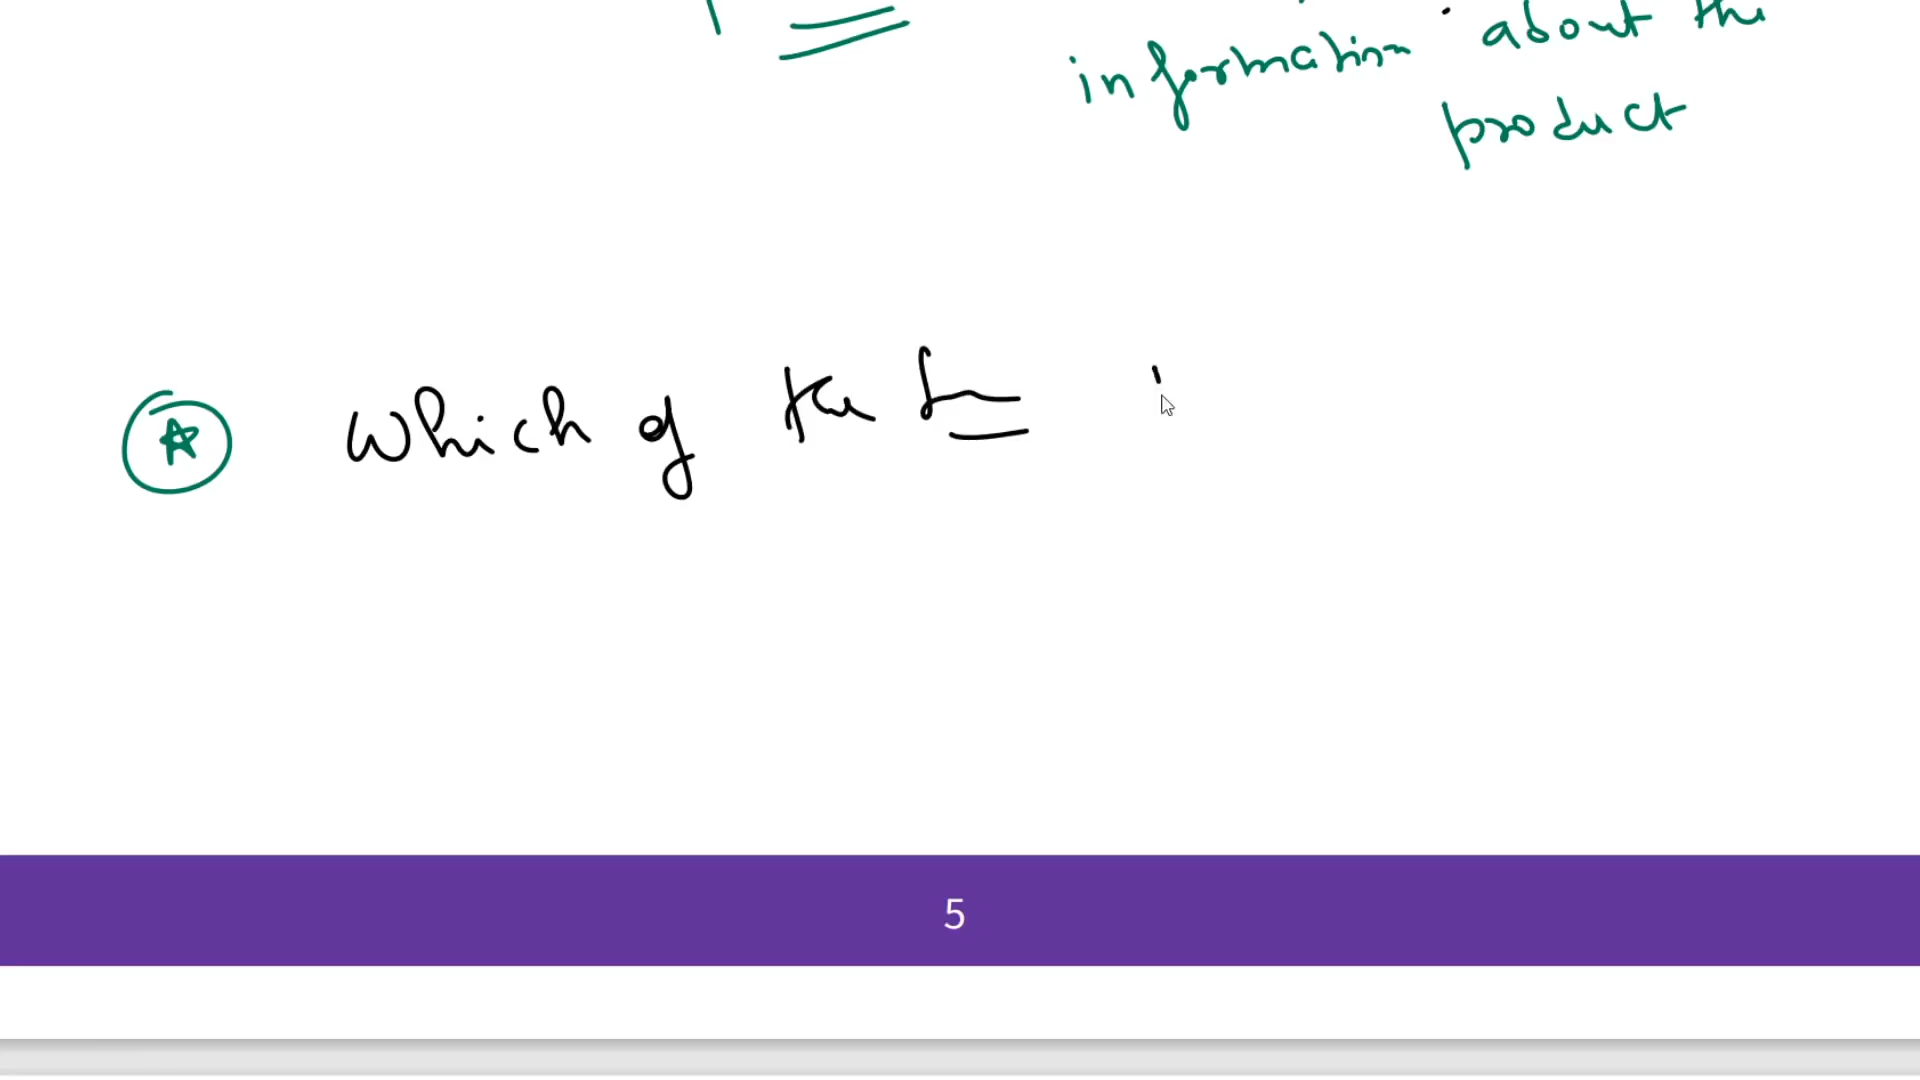 information about the
product
Which of the
5